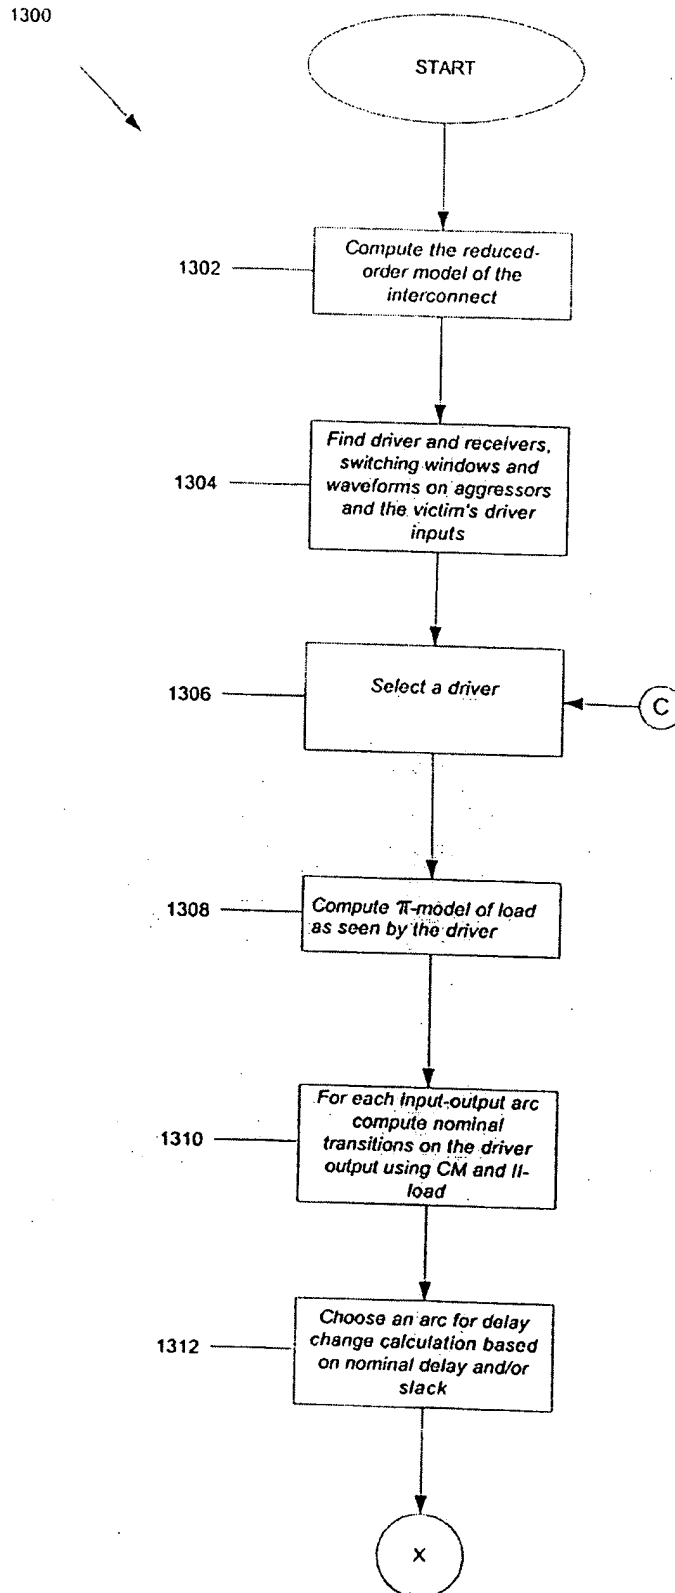 1300
START
1302
Compute the reduced-
order model of the
interconnect
1304
Find driver and receivers,
switching windows and
waveforms on aggressors
and the victim's driver
inputs
1306
Select a driver
C
1308
Compute π-model of load
as seen by the driver
1310
For each input-output arc
compute nominal
transitions on the driver
output using CM and II-
load
1312
Choose an arc for delay
change calculation based
on nominal delay and/or
slack
X